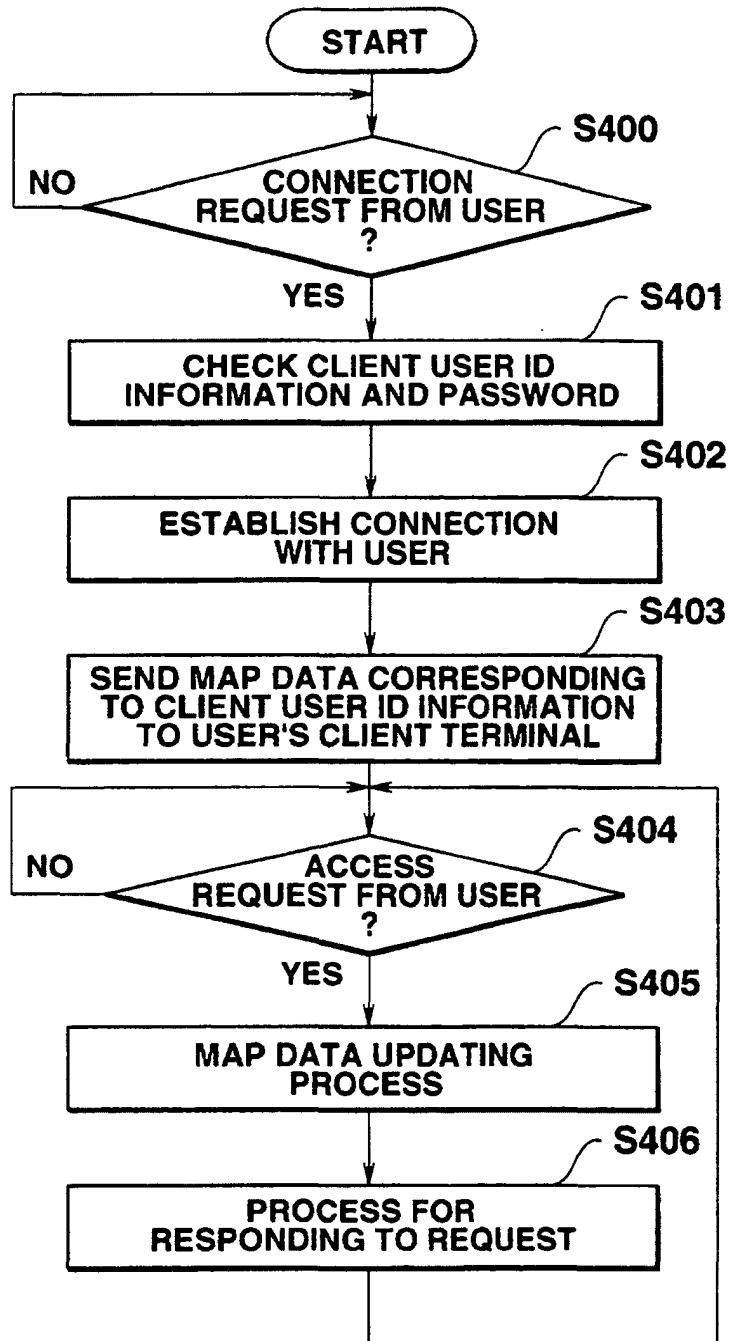 START
S400
NO
CONNECTION
REQUEST FROM USER
?
YES
S401
CHECK CLIENT USER ID
INFORMATION AND PASSWORD
S402
ESTABLISH CONNECTION
WITH USER
S403
SEND MAP DATA CORRESPONDING
TO CLIENT USER ID INFORMATION
TO USER'S CLIENT TERMINAL
S404
NO
ACCESS
REQUEST FROM USER
?
YES
S405
MAP DATA UPDATING
PROCESS
S406
PROCESS FOR
RESPONDING TO REQUEST